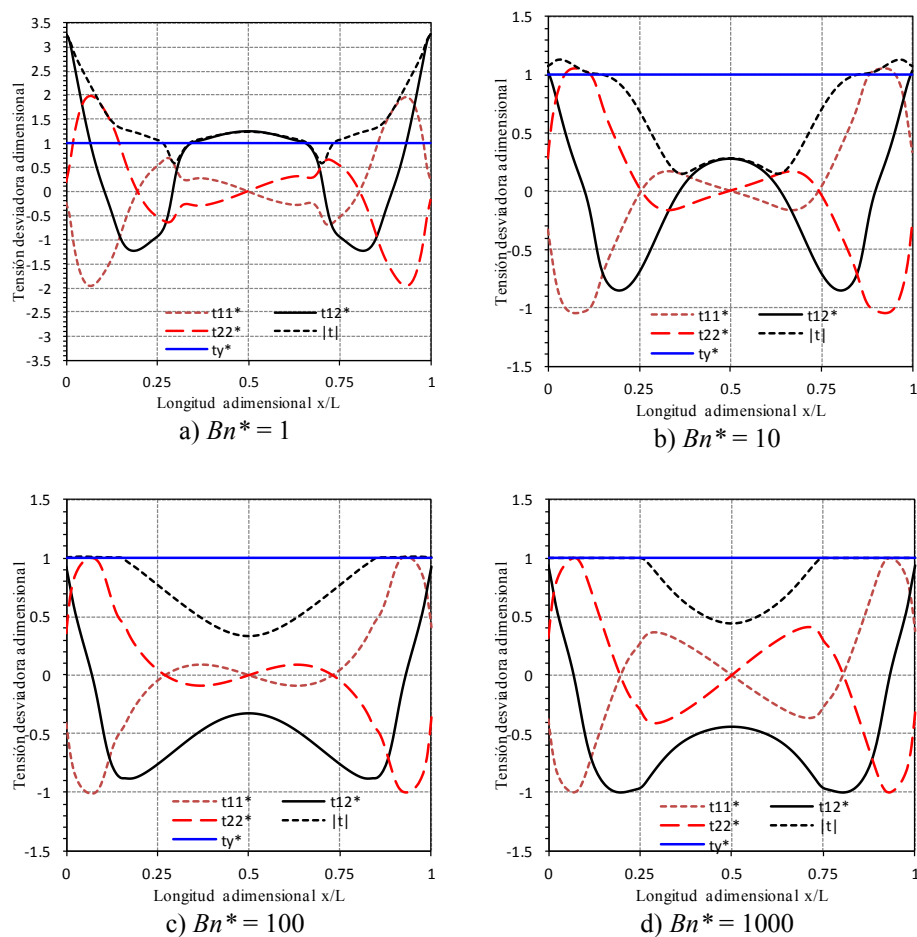 Tensión desviadora adimensional
3.5
3
2.5
2
1.5
1
0.5
0
-0.5
-1
-1.5
-2
-2.5
-3
-3.5
t11* t12*
t22* |t|
ty*
0 0.25 0.5 0.75 1
Longitud adimensional x/L
a) Bn* = 1
Tensión desviadora adimensional
1.5
1
0.5
0
-0.5
-1
-1.5
t11* t12*
t22* |t|
ty*
0 0.25 0.5 0.75 1
Longitud adimensional x/L
b) Bn* = 10
Tensión desviadora adimensional
1.5
1
0.5
0
-0.5
-1
-1.5
t11* t12*
t22* |t|
ty*
0 0.25 0.5 0.75 1
Longitud adimensional x/L
c) Bn* = 100
Tensión desviadora adimensional
1.5
1
0.5
0
-0.5
-1
-1.5
t11* t12*
t22* |t|
ty*
0 0.25 0.5 0.75 1
Longitud adimensional x/L
d) Bn* = 1000